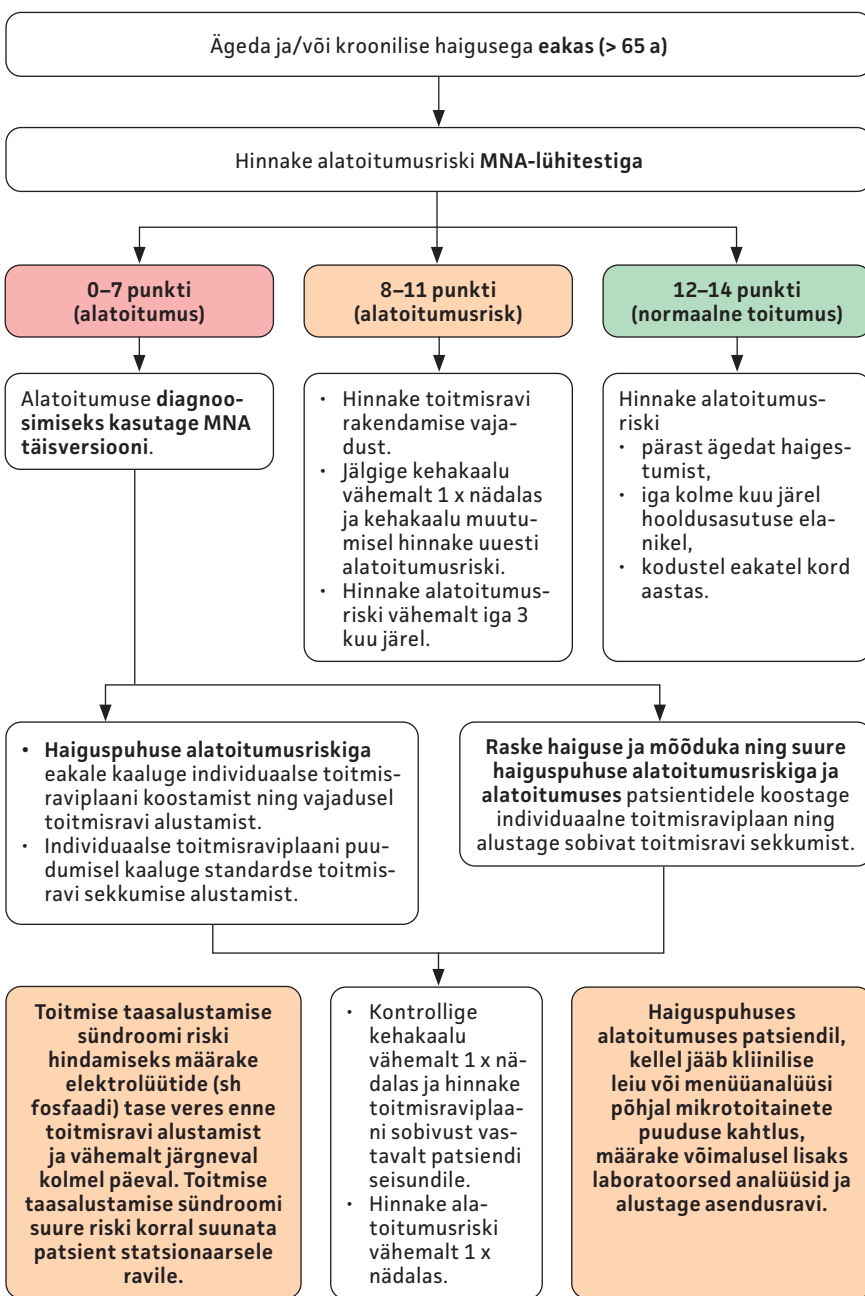 Ägeda ja/või kroonilise haigusega eakas (> 65 a)
Hinnake alatoitumusriski MNA-lühitestiga
0–7 punkti
(alatoitumus)
8–11 punkti
(alatoitumusrisk)
12–14 punkti
(normaalne toitumus)
Alatoitumuse diagnoo-
simiseks kasutage MNA
täisversiooni.
· Hinnake toitmisravi
rakendamise vaja-
dust.
· Jälgige kehakaalu
vähemalt 1 x nädalas
ja kehakaalu muutu-
misel hinnake uuesti
alatoitumusriski.
· Hinnake alatoitumus-
riski vähemalt iga 3
kuu järel.
Hinnake alatoitumus-
riski
· pärast ägedat haiges-
tumist,
· iga kolme kuu järel
hooldusasutuse ela-
nikel,
· kodustel eakatel kord
aastas.
• Haiguspuhuse alatoitumusriskiga
eakale kaaluge individuaalse toitmis-
raviplaani koostamist ning vajadusel
toitmisravi alustamist.
· Individuaalse toitmisraviplaani puu-
dumisel kaaluge standardse toitmis-
ravi sekkumise alustamist.
Raske haiguse ja mõõduka ning suure
haiguspuhuse alatoitumusriskiga ja
alatoitumuses patsientidele koostage
individuaalne toitmisraviplaan ning
alustage sobivat toitmisravi sekkumist.
Toitmise taasalustamise
sündroomi riski
hindamiseks määrake
elektrolüütide (sh
fosfaadi) tase veres enne
toitmisravi alustamist
ja vähemalt järgneval
kolmel päeval. Toitmise
taasalustamise sündroomi
suure riski korral suunata
patsient statsionaarsele
ravile.
· Kontrollige
kehakaalu
vähemalt 1 x nä-
dalas ja hinnake
toitmisraviplaa-
ni sobivust vas-
tavalt patsiendi
seisundile.
· Hinnake ala-
toitumusriski
vähemalt 1 x
nädalas.
Haiguspuhuses
alatoitumuses patsiendil,
kellel jääb kliinilise
leiu või menüüanalüüsi
põhjal mikrotoitainete
puuduse kahtlus,
määrake võimalusel lisaks
laboratoorsed analüüsid ja
alustage asendusravi.